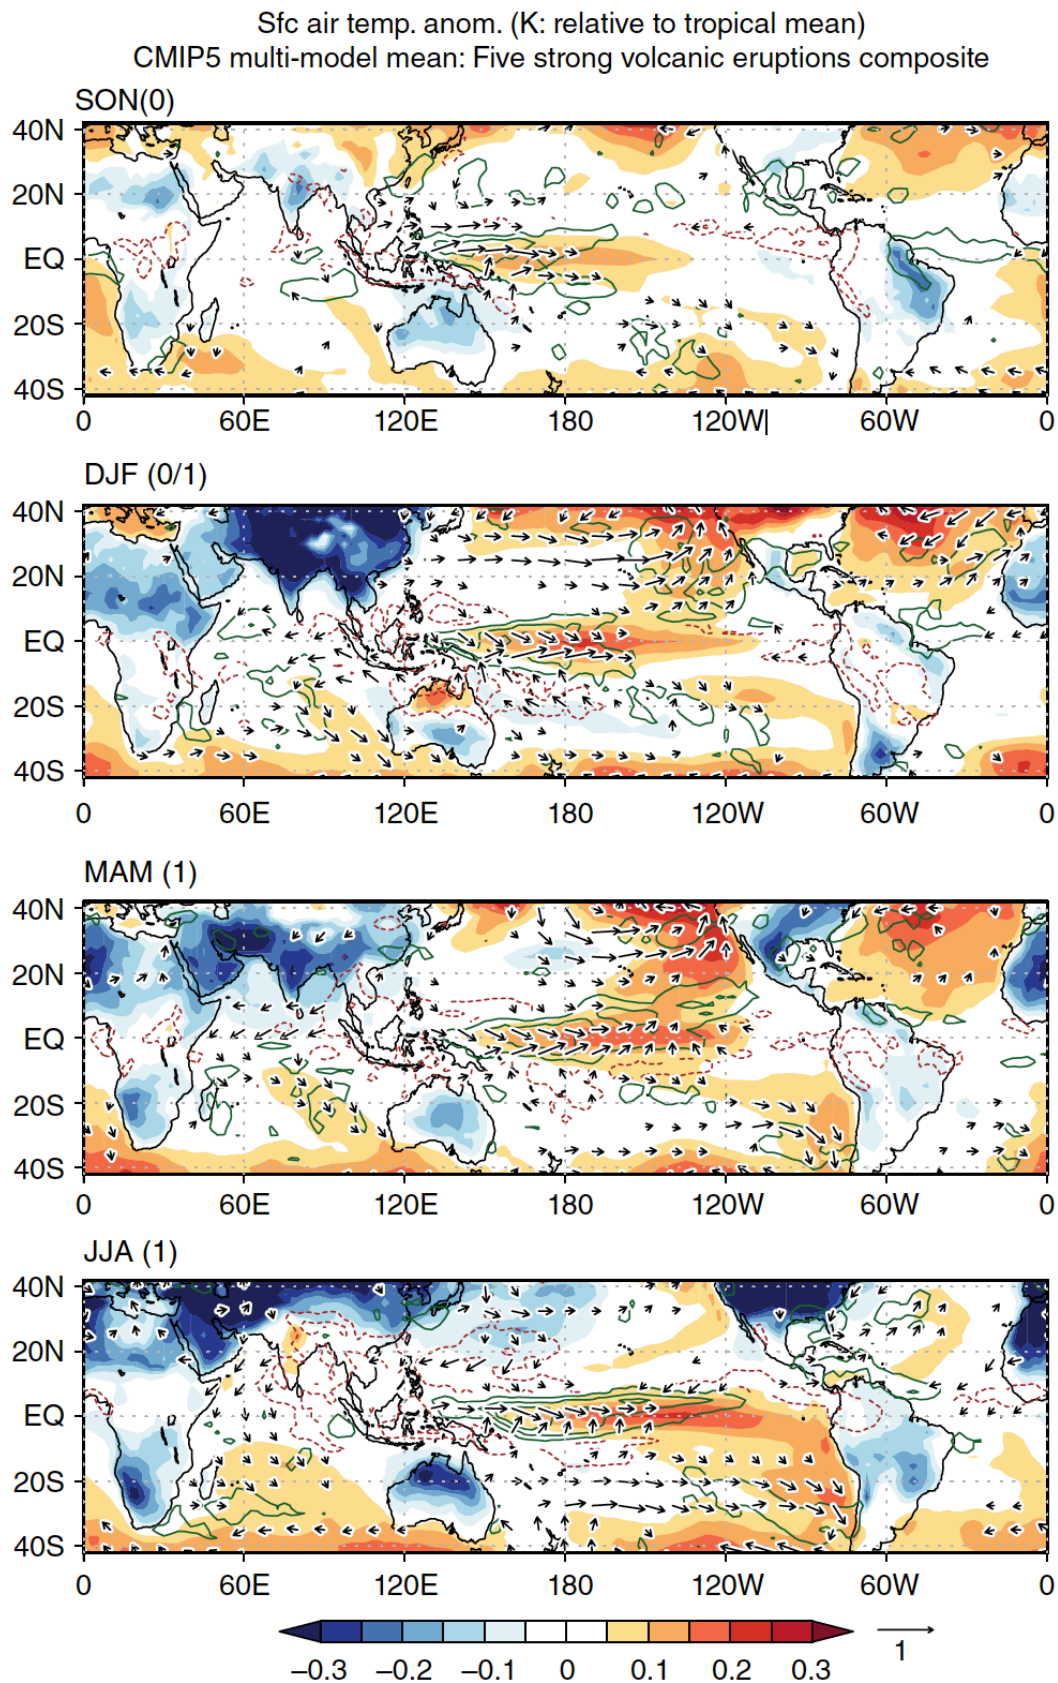 Sfc air temp. anom. (K: relative to tropical mean)
CMIP5 multi-model mean: Five strong volcanic eruptions composite
SON(0)
40N
20N
EQ
20S
40S
0 60E 120E 180 120W 60W 0
DJF (0/1)
40N
20N
EQ
20S
40S
0 60E 120E 180 120W 60W 0
MAM (1)
40N
20N
EQ
20S
40S
0 60E 120E 180 120W 60W 0
JJA (1)
40N
20N
EQ
20S
40S
0 60E 120E 180 120W 60W 0
−0.3 −0.2 −0.1 0 0.1 0.2 0.3 1